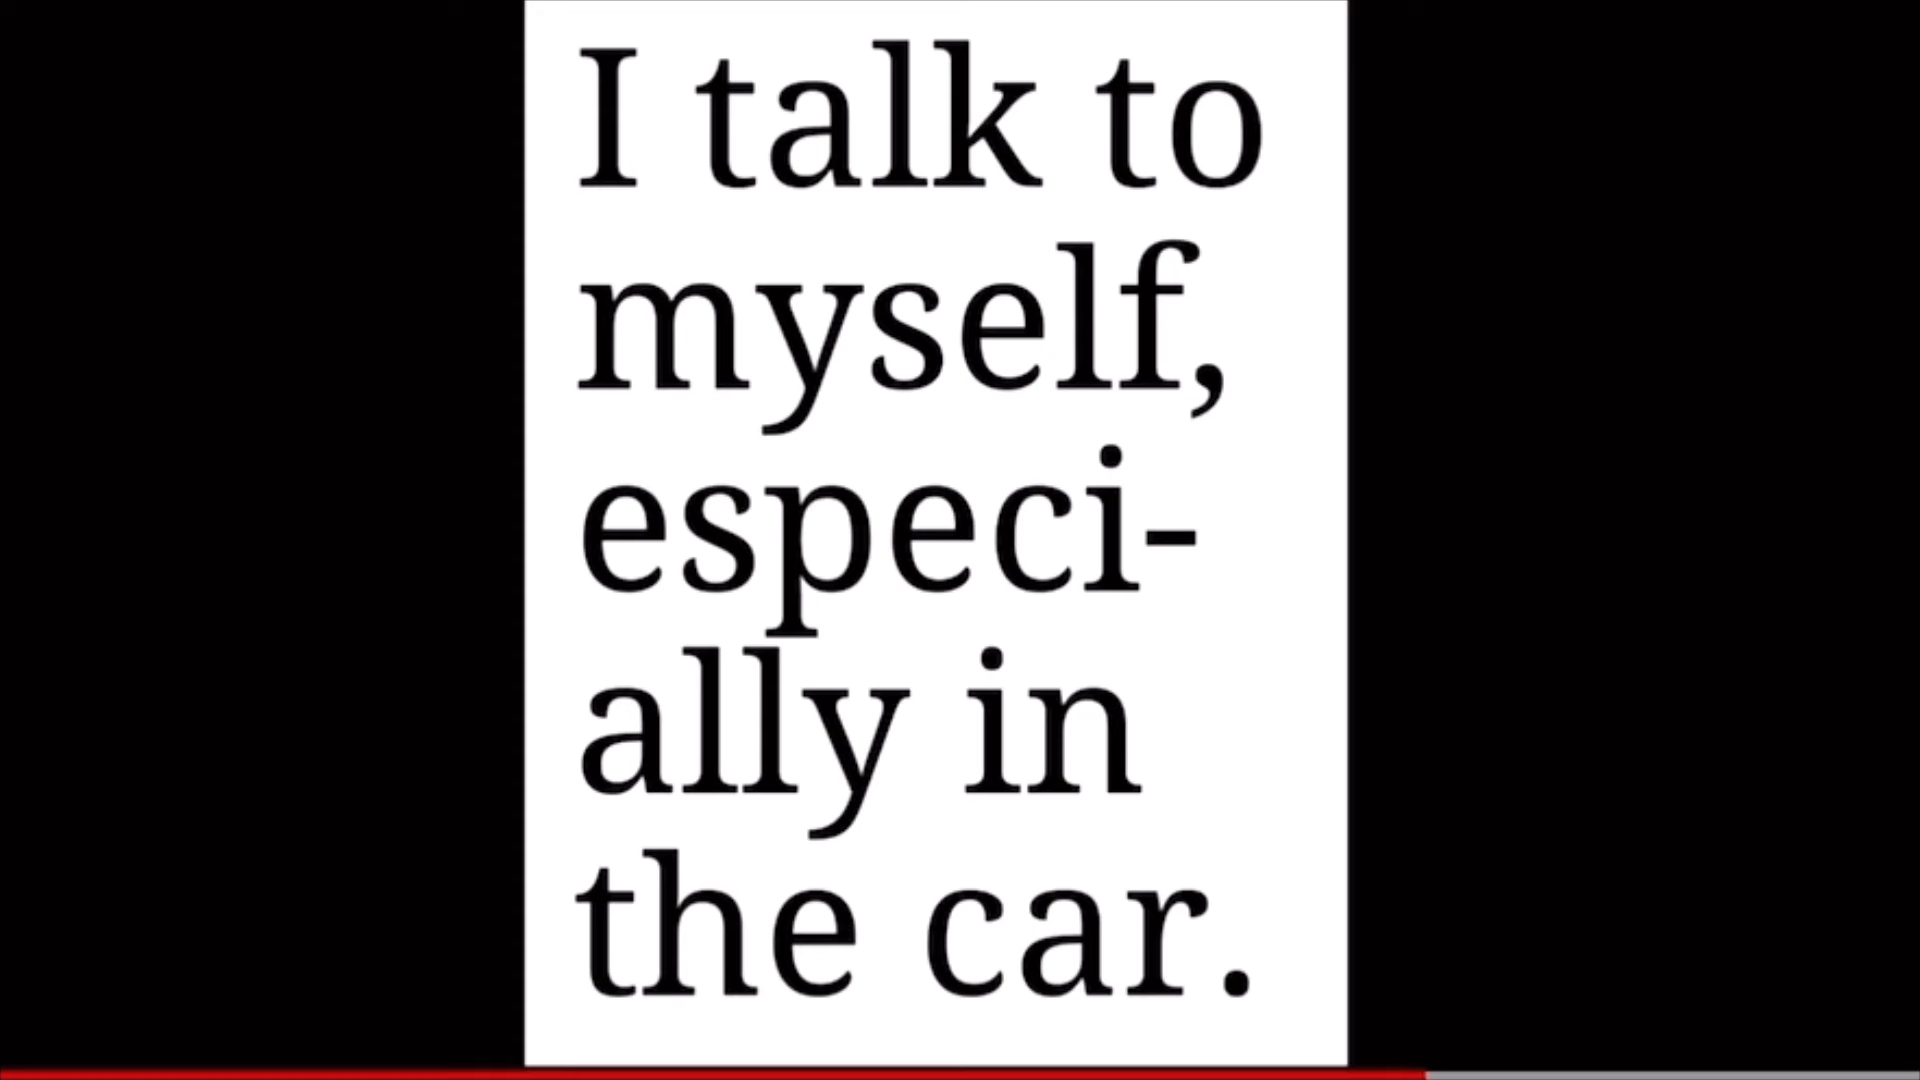 I talk to
myself,
especi-
ally in
the car.